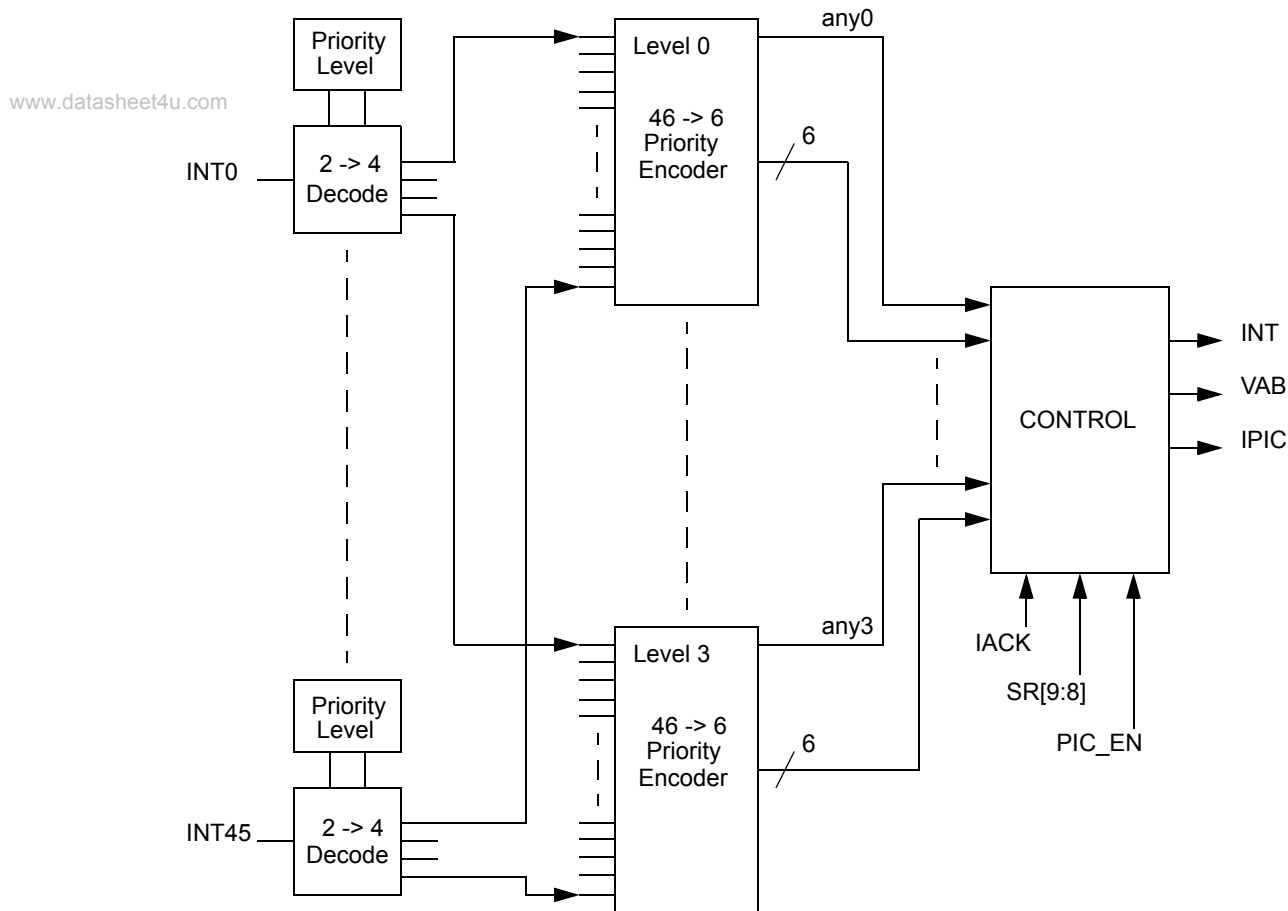 Priority
Level
www.datasheet4u.com
INT0
2 -> 4
Decode
Level 0
46 -> 6
Priority
Encoder
any0
6
CONTROL
INT
VAB
IPIC
IACK
SR[9:8]
PIC_EN
Priority
Level
INT45
2 -> 4
Decode
Level 3
46 -> 6
Priority
Encoder
any3
6